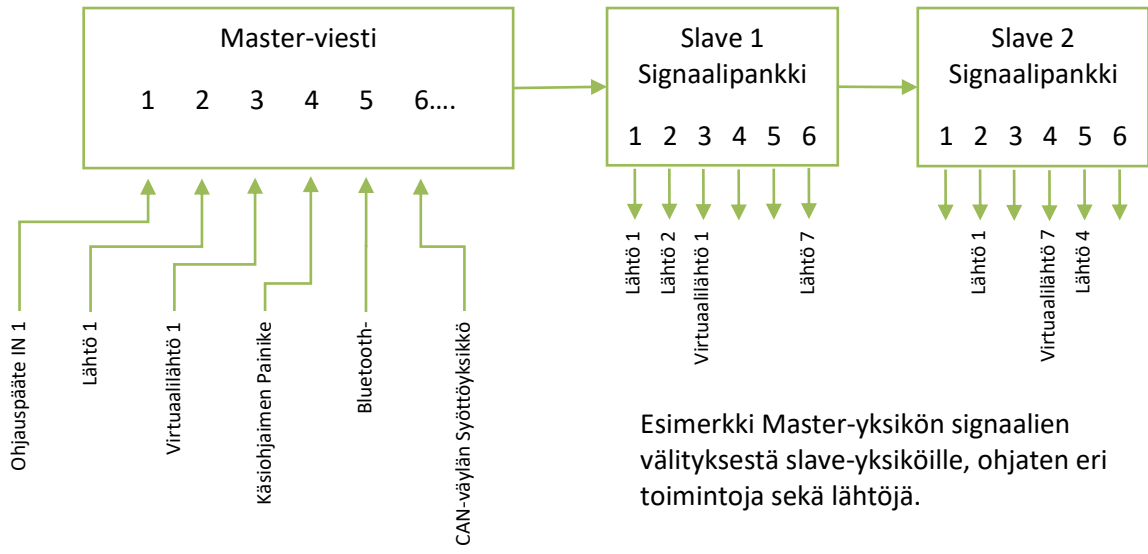 Master-viesti
1 2 3 4 5 6....
Ohjauspääte IN 1
Lähtö 1
Virtuaalilähtö 1
Käsiohjaimen Painike
Bluetooth-
CAN-väylän Syöttöyksikkö
Slave 1
Signaalipankki
1 2 3 4 5 6
Lähtö 1
Lähtö 2
Virtuaalilähtö 1
Lähtö 7
Slave 2
Signaalipankki
1 2 3 4 5 6
Lähtö 1
Virtuaalilähtö 7
Lähtö 4
Esimerkki Master-yksikön signaalien
välityksestä slave-yksiköille, ohjaten eri
toimintoja sekä lähtöjä.